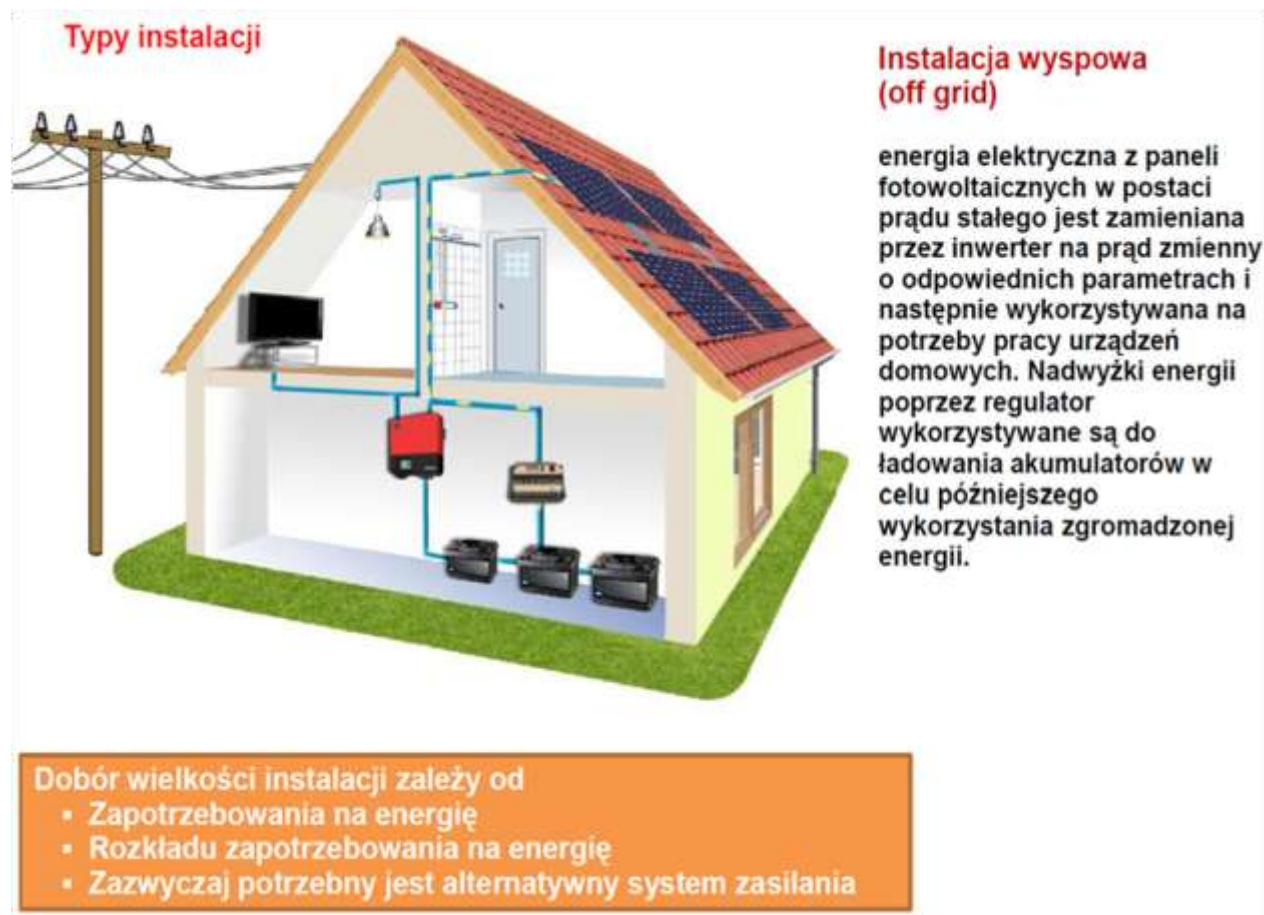 Typy instalacji
Instalacja wyspowa
(off grid)
energia elektryczna z paneli
fotowoltaicznych w postaci
prądu stałego jest zamieniana
przez inwerter na prąd zmienny
o odpowiednich parametrach i
następnie wykorzystywana na
potrzeby pracy urządzeń
domowych. Nadwyżki energii
poprzez regulator
wykorzystywane są do
ładowania akumulatorów w
celu późniejszego
wykorzystania zgromadzonej
energii.
Dobór wielkości instalacji zależy od
▪ Zapotrzebowania na energię
▪ Rozkładu zapotrzebowania na energię
▪ Zazwyczaj potrzebny jest alternatywny system zasilania